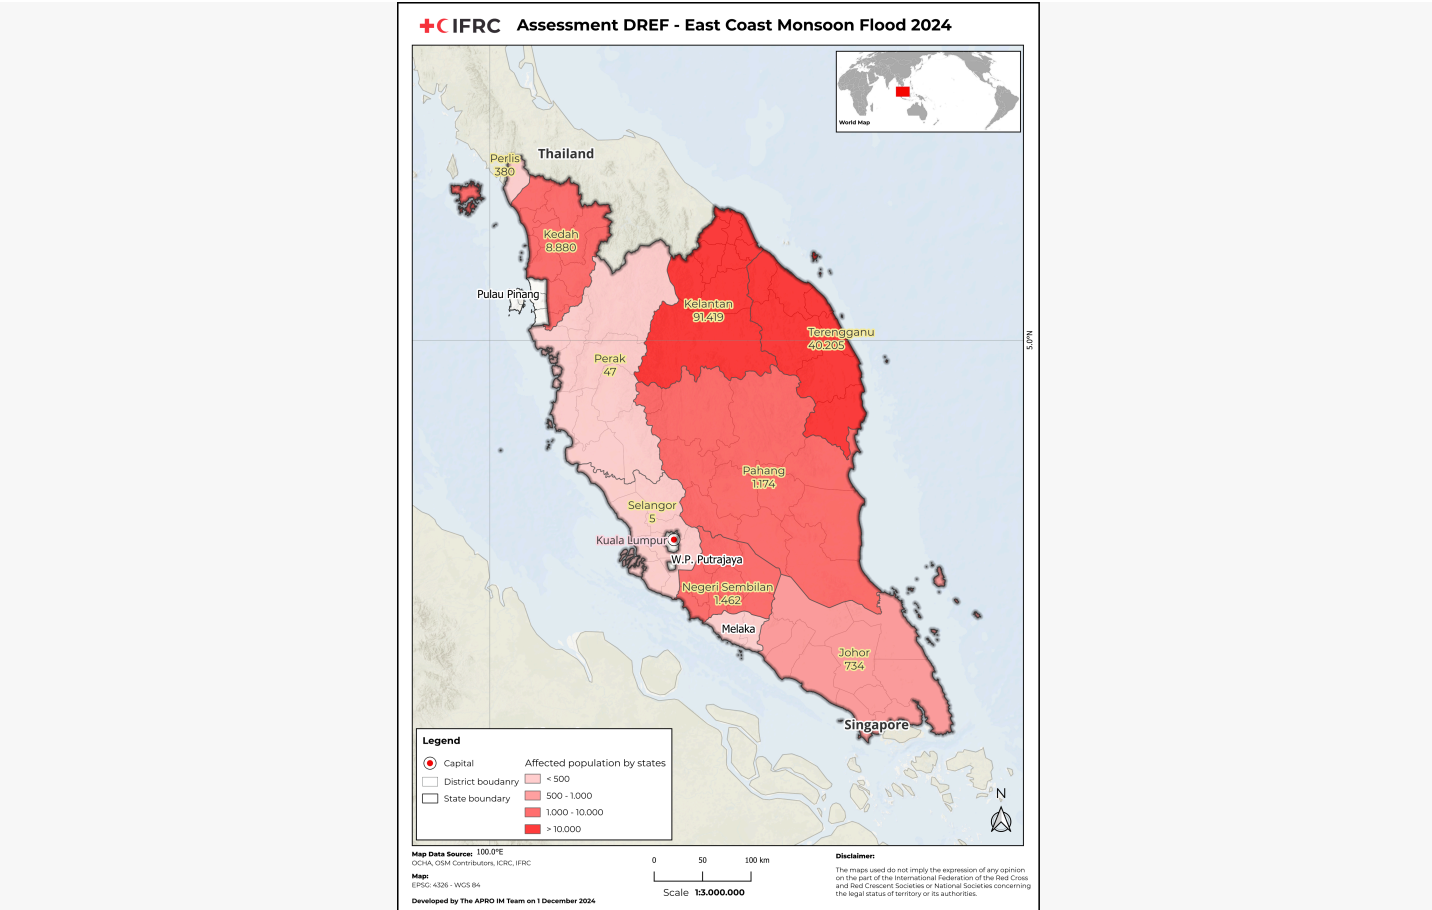 IFRC Assessment DREF - East Coast Monsoon Flood 2024
World Map
Thailand
Perlis
380
Kedah
8.880
Pulau Pinang
Kelantan
91.419
Terengganu
40.205
5.0°N
Perak
47
Pahang
1.174
Selangor
5
Kuala Lumpur
W.P. Putrajaya
Negeri Sembilan
1.462
Melaka
Johor
734
Singapore
Legend
Capital
District boudanry
State boundary
Affected population by states
< 500
500 - 1.000
1.000 - 10.000
> 10.000
N
100.0°E
Map Data Source:
OCHA, OSM Contributors, ICRC, IFRC
Map:
EPSG: 4326 - WGS 84
Developed by The APRO IM Team on 1 December 2024
0 50 100 km
Scale 1:3.000.000
Disclaimer:
The maps used do not imply the expression of any opinion
on the part of the International Federation of the Red Cross
and Red Crescent Societies or National Societies concerning
the legal status of territory or its authorities.